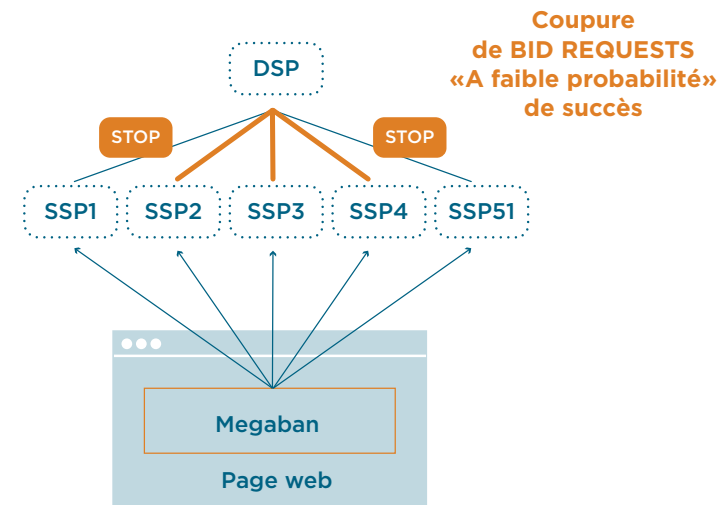 Coupure
de BID REQUESTS
«A faible probabilité»
de succès
DSP
STOP
STOP
SSP1
SSP2
SSP3
SSP4
SSP51
Megaban
Page web